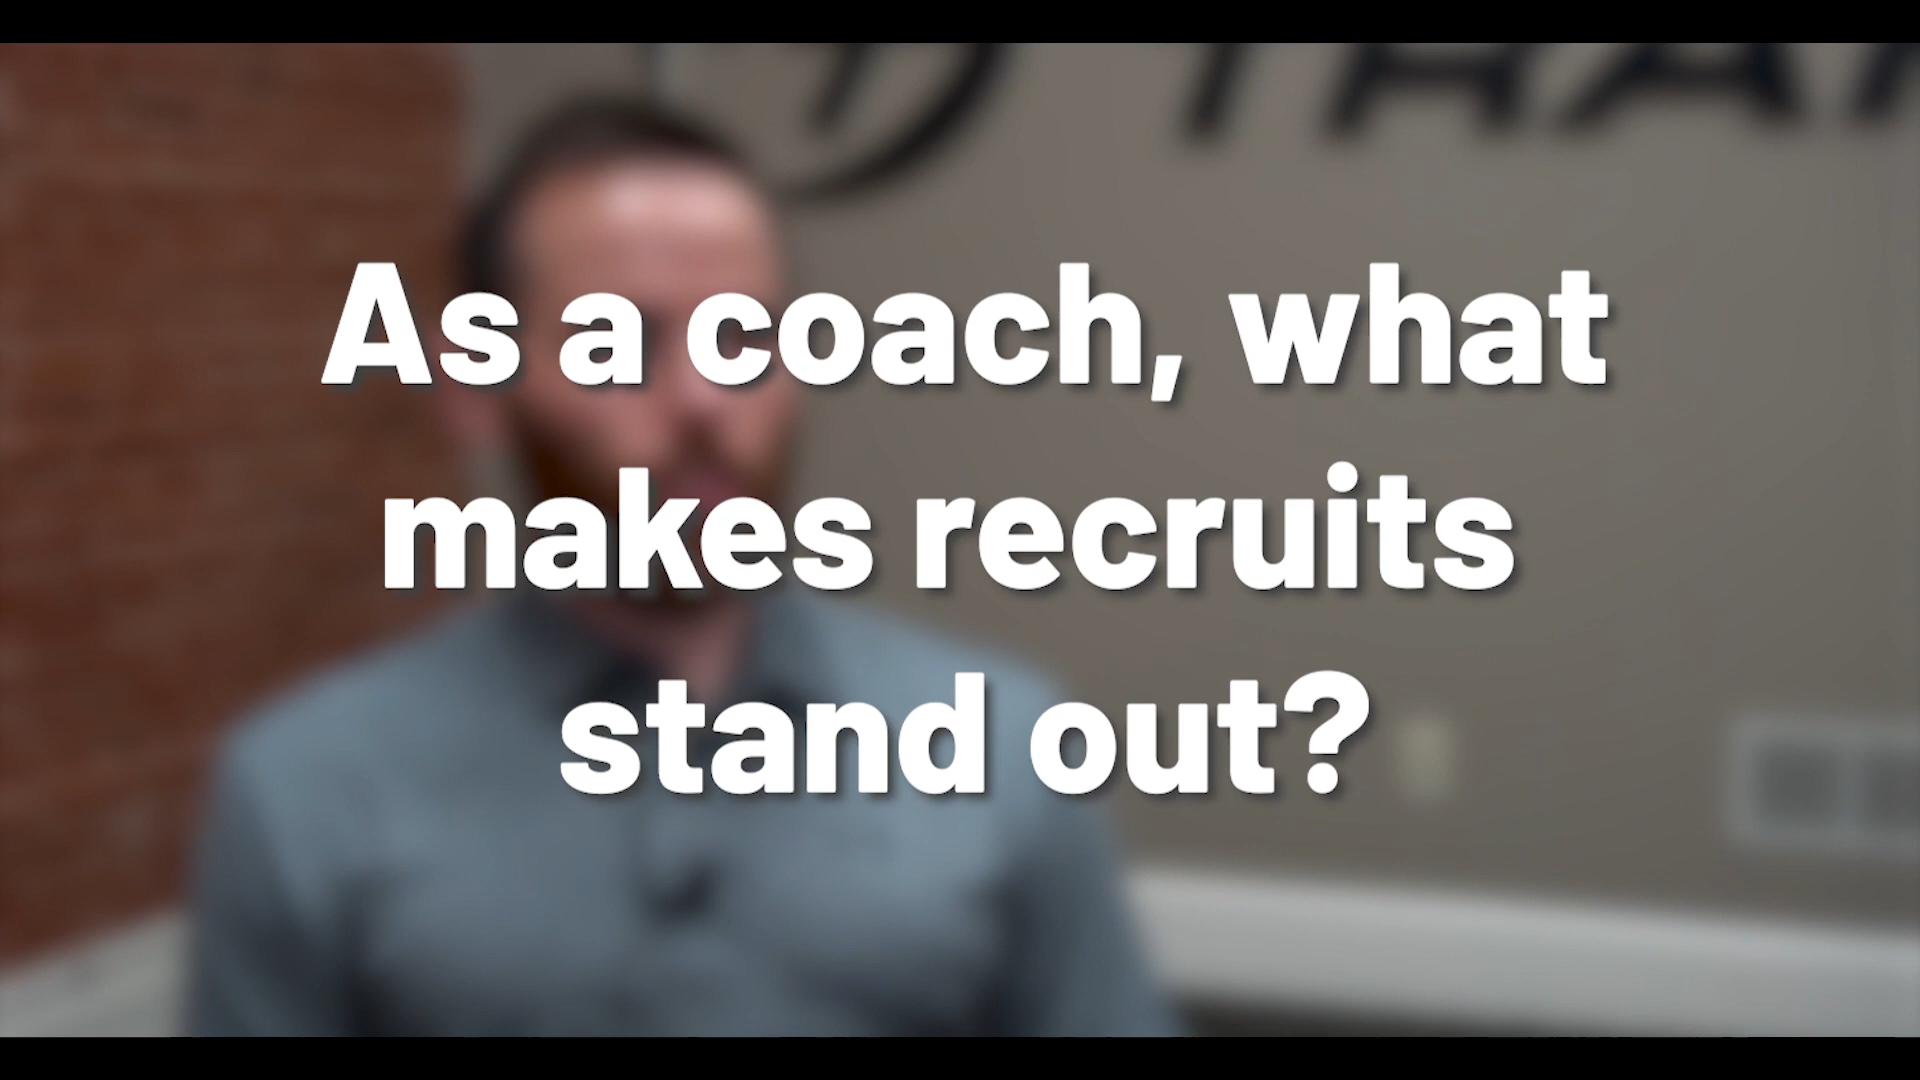 As a coach, what
makes recruits
stand out?